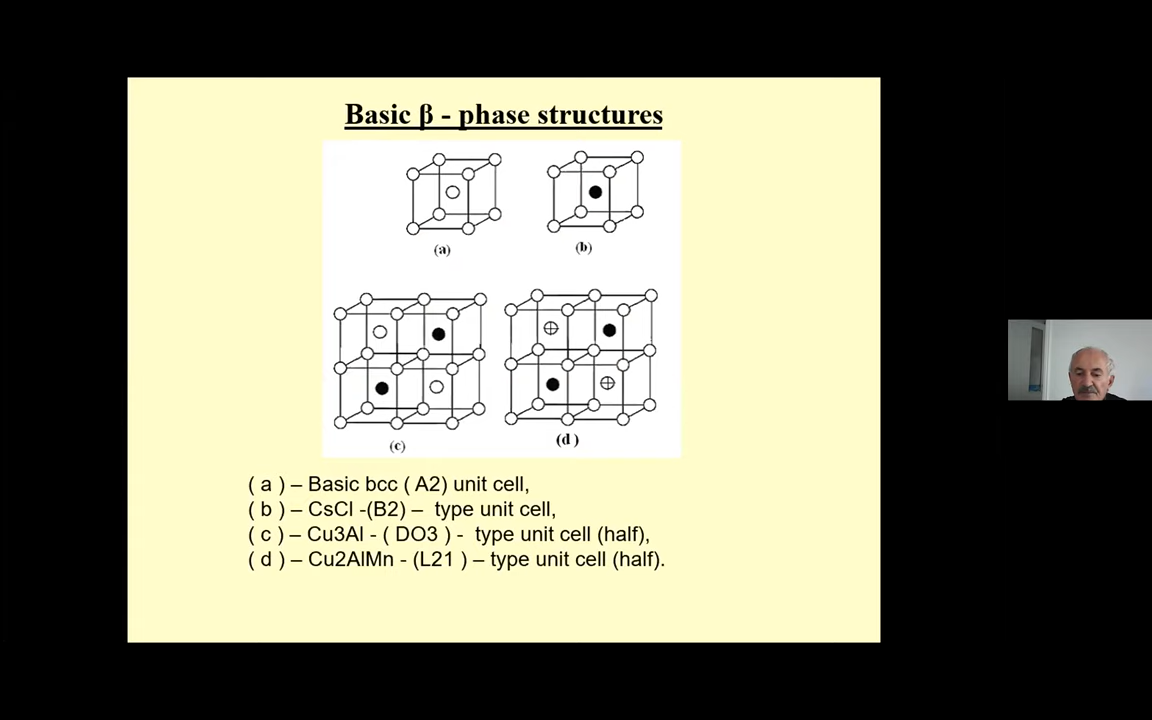 Basic β - phase structures
(a)
(b)
(c)
(d )
( a ) – Basic bcc ( A2) unit cell,
( b ) – CsCl -(B2) –  type unit cell,
( c ) – Cu3Al - ( DO3 ) -  type unit cell (half),
( d ) – Cu2AlMn - (L21 ) – type unit cell (half).